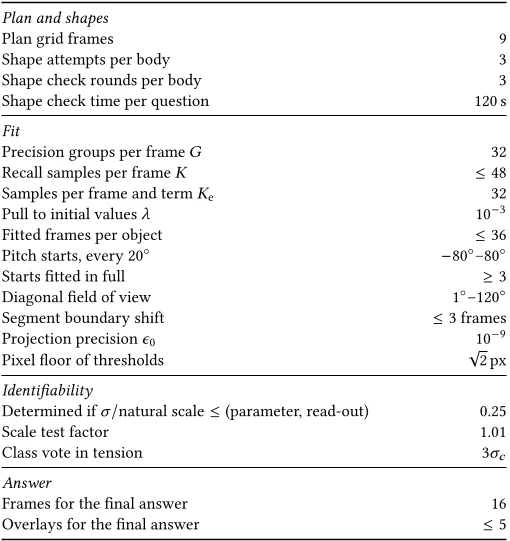 Plan and shapes
Plan grid frames 9
Shape attempts per body 3
Shape check rounds per body 3
Shape check time per question 120 s
Fit
Precision groups per frame G 32
Recall samples per frame K ≤ 48
Samples per frame and term Kₑ 32
Pull to initial values λ 10⁻³
Fitted frames per object ≤ 36
Pitch starts, every 20° −80°–80°
Starts fitted in full ≥ 3
Diagonal field of view 1°–120°
Segment boundary shift ≤ 3 frames
Projection precision ϵ₀ 10⁻⁹
Pixel floor of thresholds √2 px
Identifiability
Determined if σ/natural scale ≤ (parameter, read-out) 0.25
Scale test factor 1.01
Class vote in tension 3σ_c
Answer
Frames for the final answer 16
Overlays for the final answer ≤ 5